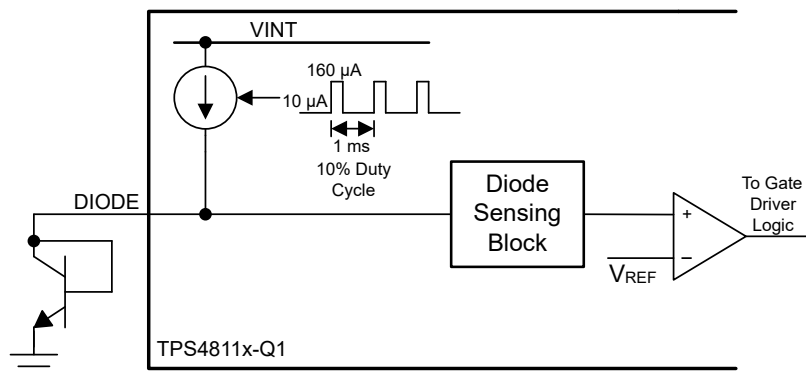 VINT
160 µA
10 µA
1 ms
10% Duty
Cycle
DIODE
Diode
Sensing
Block
+
−
VREF
To Gate
Driver
Logic
TPS4811x-Q1